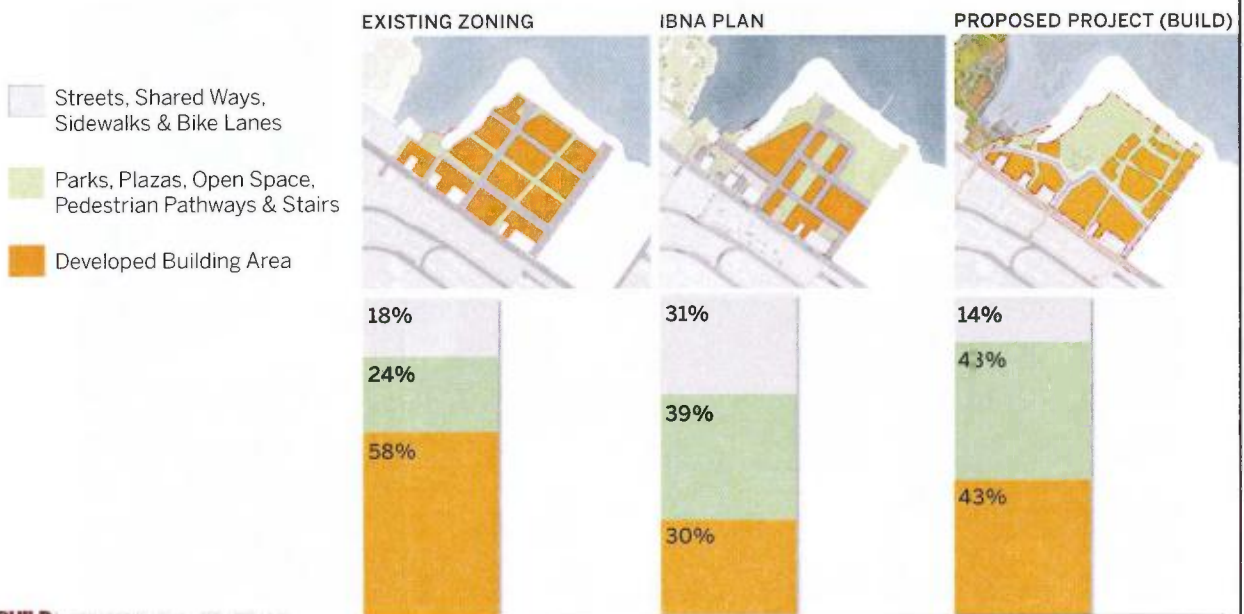 EXISTING ZONING
IBNA PLAN
PROPOSED PROJECT (BUILD)
Streets, Shared Ways,
Sidewalks & Bike Lanes
Parks, Plazas, Open Space,
Pedestrian Pathways & Stairs
Developed Building Area
18%
24%
58%
31%
39%
30%
14%
43%
43%